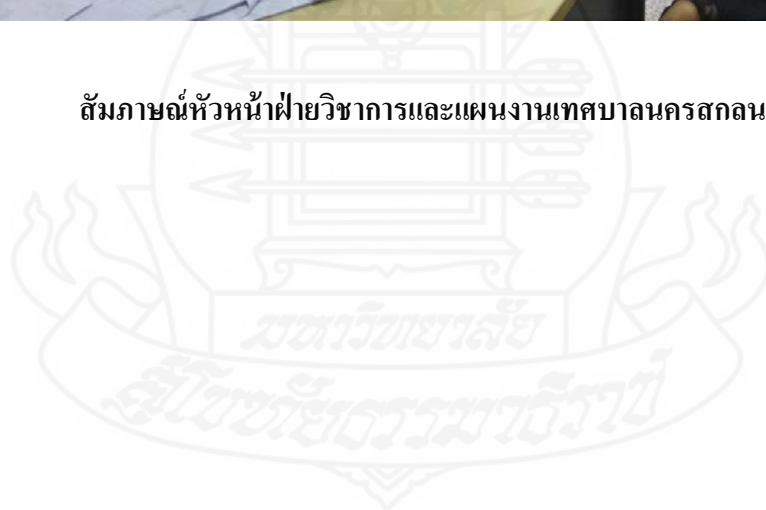 สัมภาษณ์หัวหน้าฝ่ายวิชาการและแผนงานเทศบาลนครสกลน
มหาวิทยาลัย
สุโขทัยธรรมาธิราช